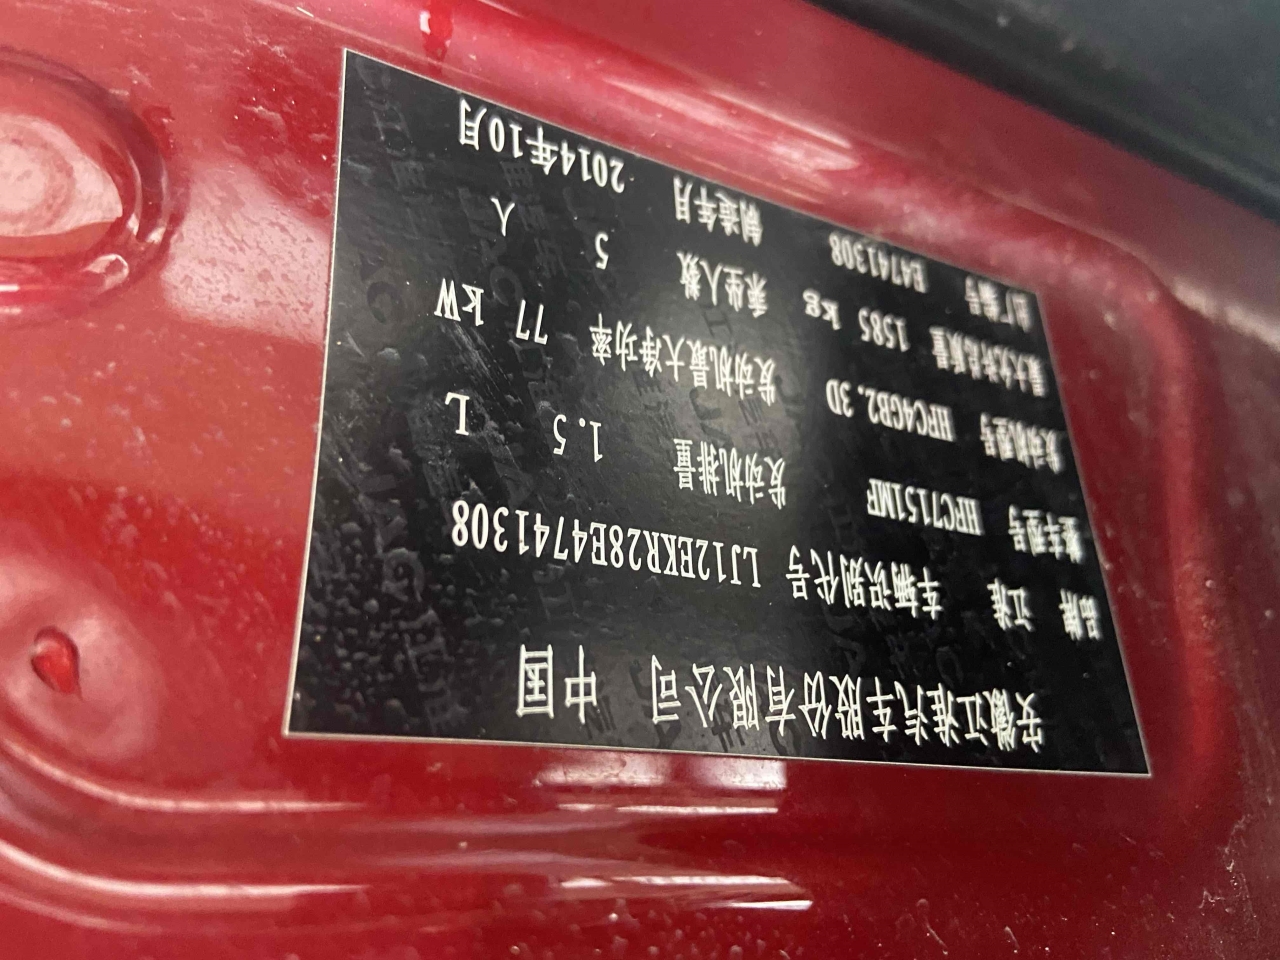 安徽江淮汽车股份有限公司 中国
品牌 江淮 车辆识别代号 LJ12EKR28E4741308
整车型号 HFC7151MF 发动机排量 1.5 L
发动机型号 HFC4GB2.3D 发动机最大净功率 77 kW
最大允许总质量 1585 kg 乘坐人数 5 人
出厂编号 E4741308 制造年月 2014年10月